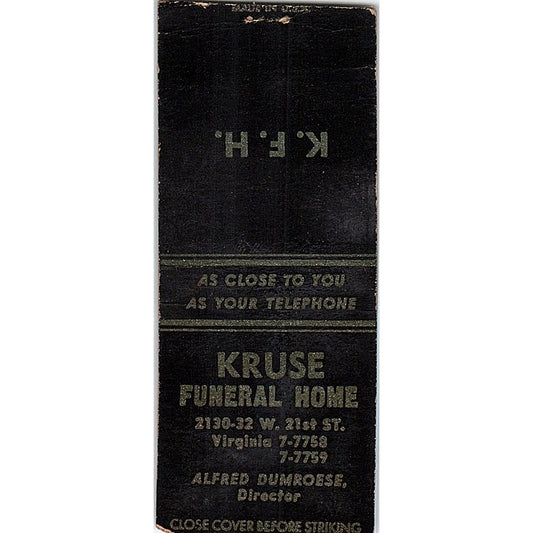 K. F. H.
AS CLOSE TO YOU
AS YOUR TELEPHONE
KRUSE
FUNERAL HOME
2130-32 W. 21st ST.
Virginia 7-7758
7-7759
ALFRED DUMROESE,
Director
CLOSE COVER BEFORE STRIKING